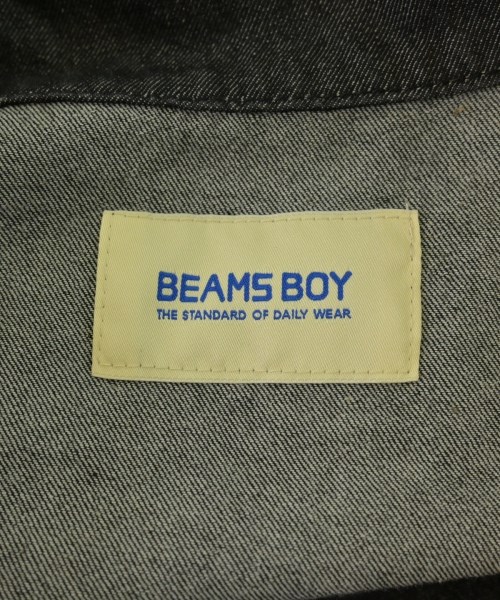 BEAMS BOY
THE STANDARD OF DAILY WEAR